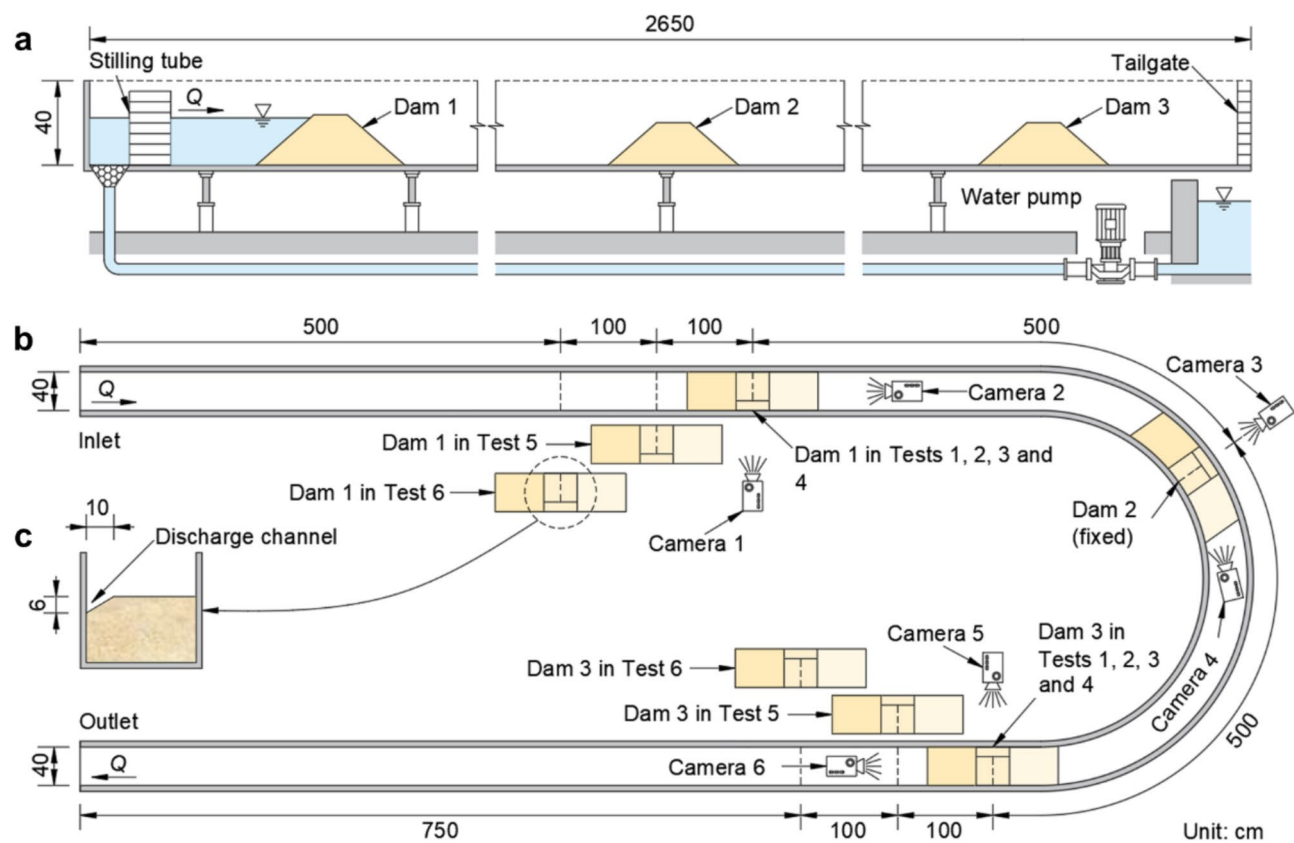 a
2650
Stilling tube
Tailgate
Q
Dam 1
Dam 2
Dam 3
40
Water pump
b
500
100
100
500
Camera 3
40
Q
Camera 2
Inlet
Dam 1 in Test 5
Dam 1 in Tests 1, 2, 3 and
4
Dam 1 in Test 6
Dam 2
(fixed)
Camera 1
c
10
Discharge channel
6
Camera 5
Dam 3 in
Tests 1, 2, 3
and 4
Dam 3 in Test 6
Camera 4
Dam 3 in Test 5
Outlet
500
40
Q
Camera 6
750
100
100
Unit: cm